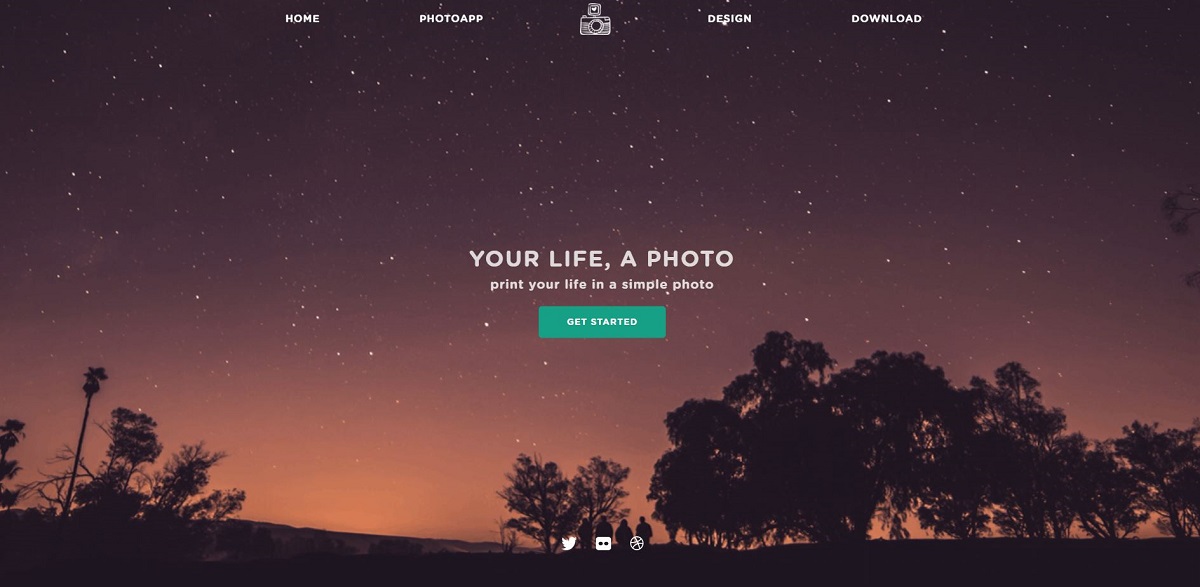 HOME PHOTOAPP DESIGN DOWNLOAD
YOUR LIFE, A PHOTO
print your life in a simple photo
GET STARTED